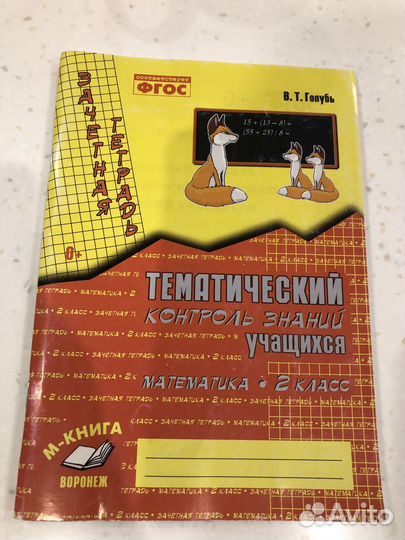 соответствует
ФГОС
В. Т. Голубь
ЗАЧЕТНАЯ
ТЕТРАДЬ
15 + (13 – 8) =
(55 + 25) : 8 =
0+
ТЕМАТИЧЕСКИЙ
КОНТРОЛЬ ЗНАНИЙ
УЧАЩИХСЯ
МАТЕМАТИКА • 2 КЛАСС
М-КНИГА
ВОРОНЕЖ
Avito